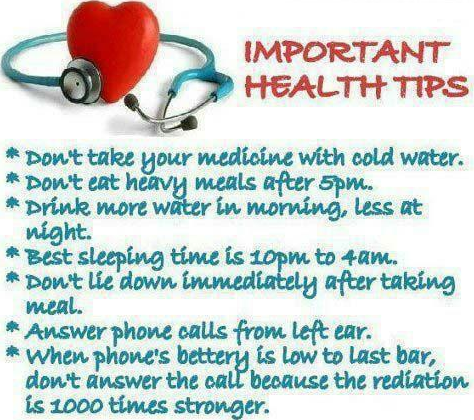 IMPORTANT
HEALTH TIPS
* Don't take your medicine with cold water.
* Don't eat heavy meals after 5pm.
* Drink more water in morning, less at
night.
* Best sleeping time is 10pm to 4am.
* Don't lie down immediately after taking
meal.
* Answer phone calls from left ear.
* When phone's bettery is low to last bar,
don't answer the call because the rediation
is 1000 times stronger.